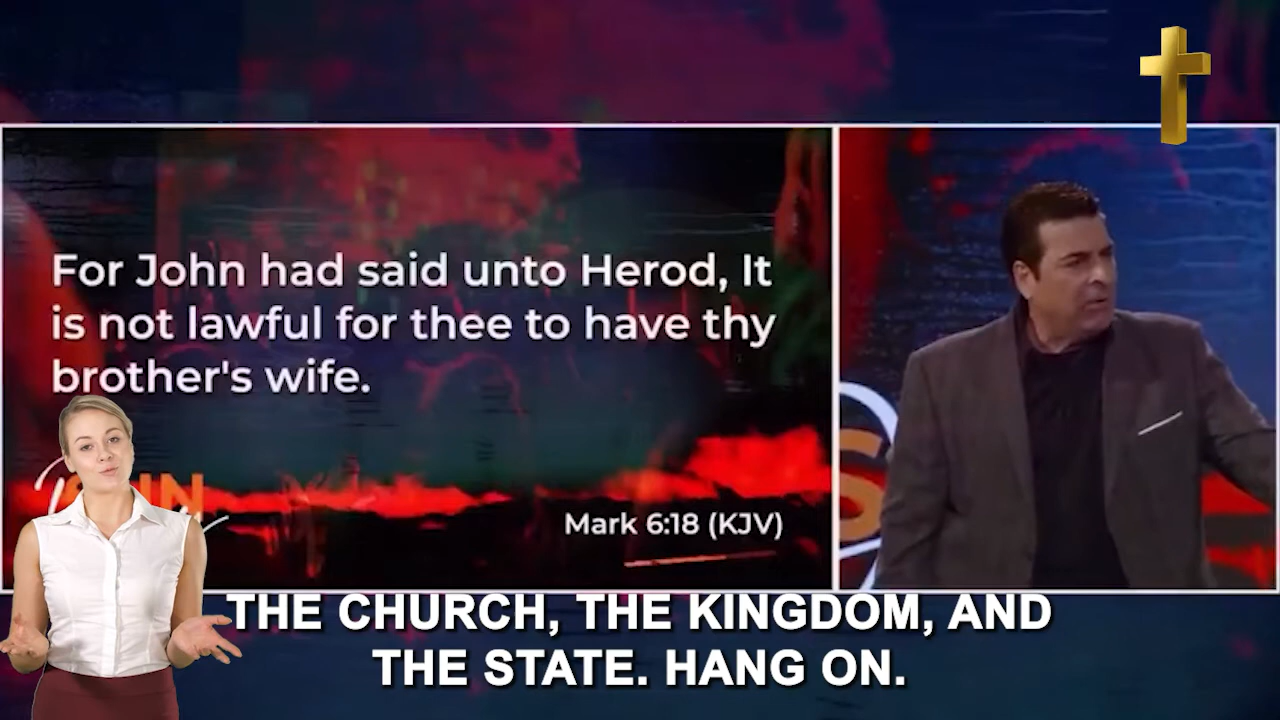 For John had said unto Herod, It
is not lawful for thee to have thy
brother's wife.
Mark 6:18 (KJV)
THE CHURCH, THE KINGDOM, AND
THE STATE. HANG ON.